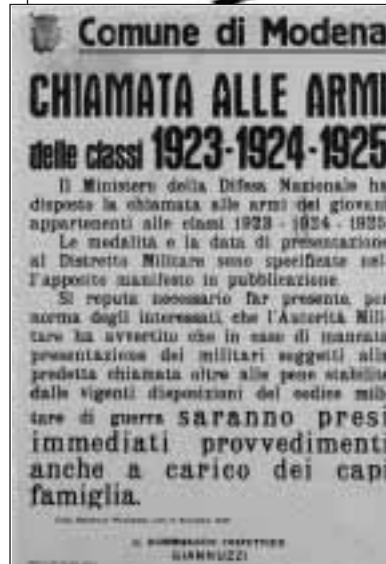 Comune di Modena
CHIAMATA ALLE ARMI
delle classi 1923-1924-1925
Il Ministero della Difesa Nazionale ha
disposto la chiamata alle armi dei giovani
appartenenti alle classi 1923 - 1924 - 1925
Le modalità e la data di presentazione
al Distretto Militare sono specificate nel-
l'apposito manifesto in pubblicazione
Si reputa necessario far presente, per
norma degli interessati, che l'Autorità Mili-
tare ha avvertito che in caso di mancata
presentazione dei militari soggetti alla
predetta chiamata oltre alle pene stabilite
dalle vigenti disposizioni del codice mili-
tare di guerra saranno presi
immediati provvedimenti
anche a carico dei capi
famiglia.
IL COMMISSARIO PREFETTIZIO
GIANNUZZI